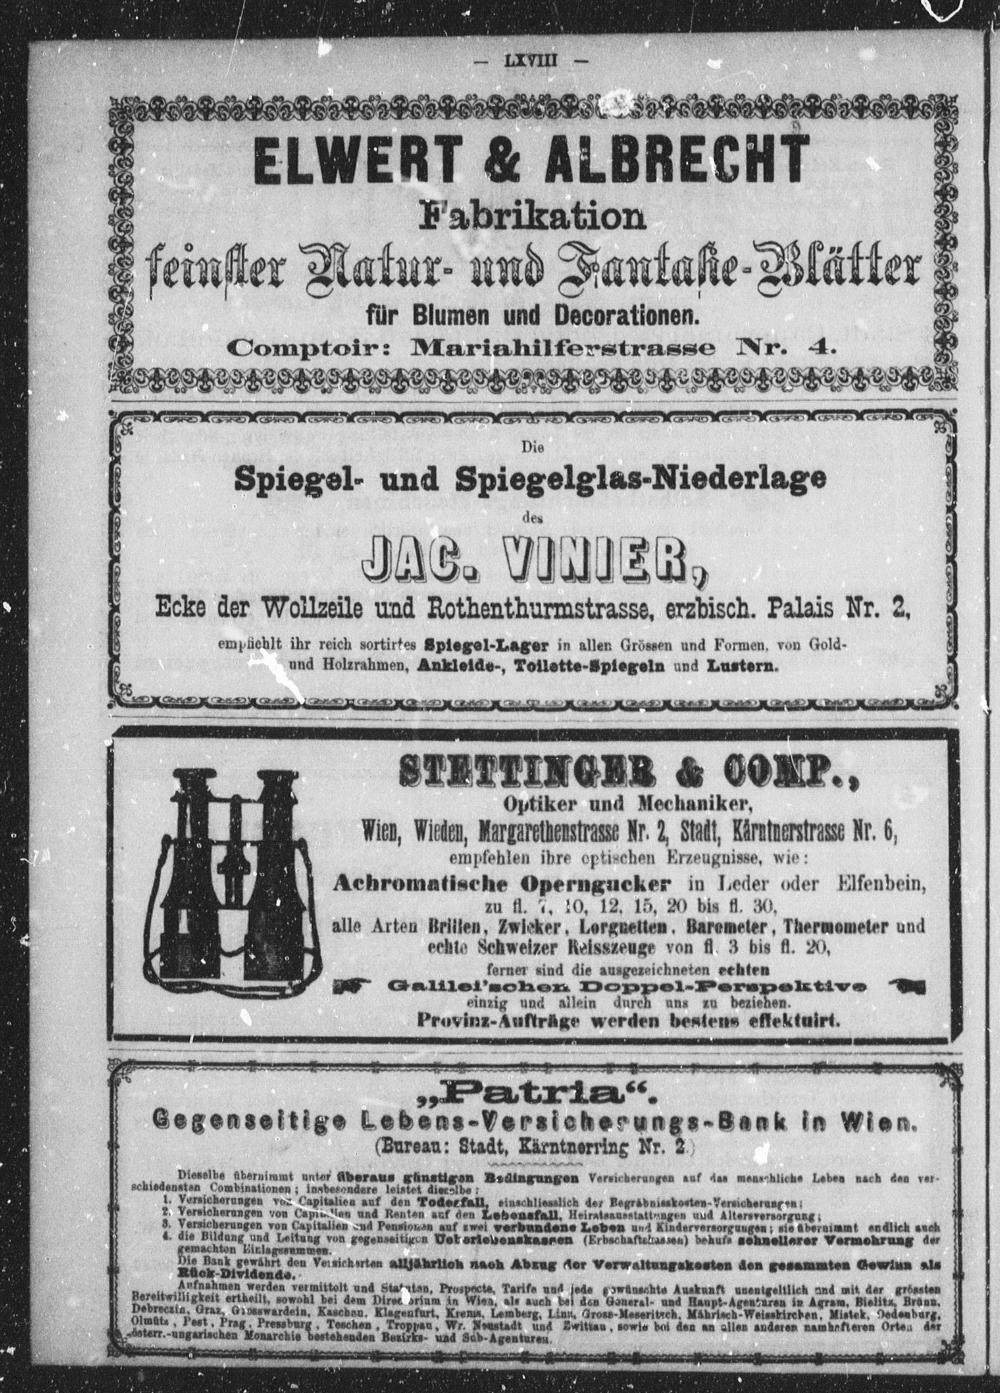 — LXVIII —
ELWERT & ALBRECHT
Fabrikation
feinster Natur- und Fantasie-Blätter
für Blumen und Decorationen.
Comptoir: Mariahilferstrasse Nr. 4.
Die
Spiegel- und Spiegelglas-Niederlage
des
JAC. VINIER,
Ecke der Wollzeile und Rothenthurmstrasse, erzbisch. Palais Nr. 2,
empfiehlt ihr reich sortirtes Spiegel-Lager in allen Grössen und Formen, von Gold-
und Holzrahmen, Ankleide-, Toilette-Spiegeln und Lustern.
STETTINGER & COMP.,
Optiker und Mechaniker,
Wien, Wieden, Margarethenstrasse Nr. 2, Stadt, Kärntnerstrasse Nr. 6,
empfehlen ihre optischen Erzeugnisse, wie:
Achromatische Operngucker in Leder oder Elfenbein,
zu fl. 7, 10, 12, 15, 20 bis fl. 30,
alle Arten Brillen, Zwicker, Lorgnetten, Barometer, Thermometer und
echte Schweizer Reisszeuge von fl. 3 bis fl. 20,
ferner sind die ausgezeichneten echten
Galilei'schen Doppel-Perspektive
einzig und allein durch uns zu beziehen.
Provinz-Aufträge werden bestens effektuirt.
„Patria“.
Gegenseitige Lebens-Versicherungs-Bank in Wien.
(Bureau: Stadt, Kärntnerring Nr. 2.)
Dieselbe übernimmt unter überaus günstigen Bedingungen Versicherungen auf das menschliche Leben nach den ver-
schiedensten Combinationen; insbesondere leistet dieselbe:
1. Versicherungen von Capitalien auf den Todesfall, einschliesslich der Begräbnisskosten-Versicherungen;
2. Versicherungen von Capitalien und Renten auf den Lebensfall, Heiratsausstattungen und Altersversorgung;
3. Versicherungen von Capitalien und Pensionen auf zwei verbundene Leben und Kinderversorgungen; sie übernimmt endlich auch
4. die Bildung und Leitung von gegenseitigen Ueberlebenskassen (Erbschaftskassen) behufs schnellerer Vermehrung der
gemachten Einlagssummen.
Die Bank gewährt den Versicherten alljährlich nach Abzug der Verwaltungskosten den gesammten Gewinn als
Rück-Dividende.
Aufnahmen werden vermittelt und Statuten, Prospecte, Tarife und jede gewünschte Auskunft unentgeltlich und mit der grössten
Bereitwilligkeit ertheilt, sowohl bei dem Directorium in Wien, als auch bei den General- und Haupt-Agenturen in Agram, Bielitz, Brünn,
Debreczin, Graz, Grosswardein, Kaschau, Klagenfurt, Krems, Lemberg, Linz, Gross-Meseritsch, Mährisch-Weisskirchen, Mistek, Oedenburg,
Olmütz, Pest, Prag, Pressburg, Teschen, Troppau, Wr. Neustadt und Zwittau, sowie bei den an allen anderen namhafteren Orten der
österr.-ungarischen Monarchie bestehenden Bezirks- und Sub-Agenturen.